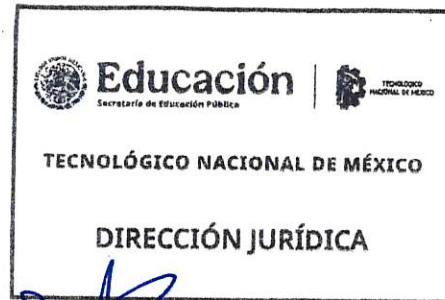 Educación
Secretaría de Educación Pública
TECNOLÓGICO
NACIONAL DE MÉXICO
TECNOLÓGICO NACIONAL DE MÉXICO
DIRECCIÓN JURÍDICA